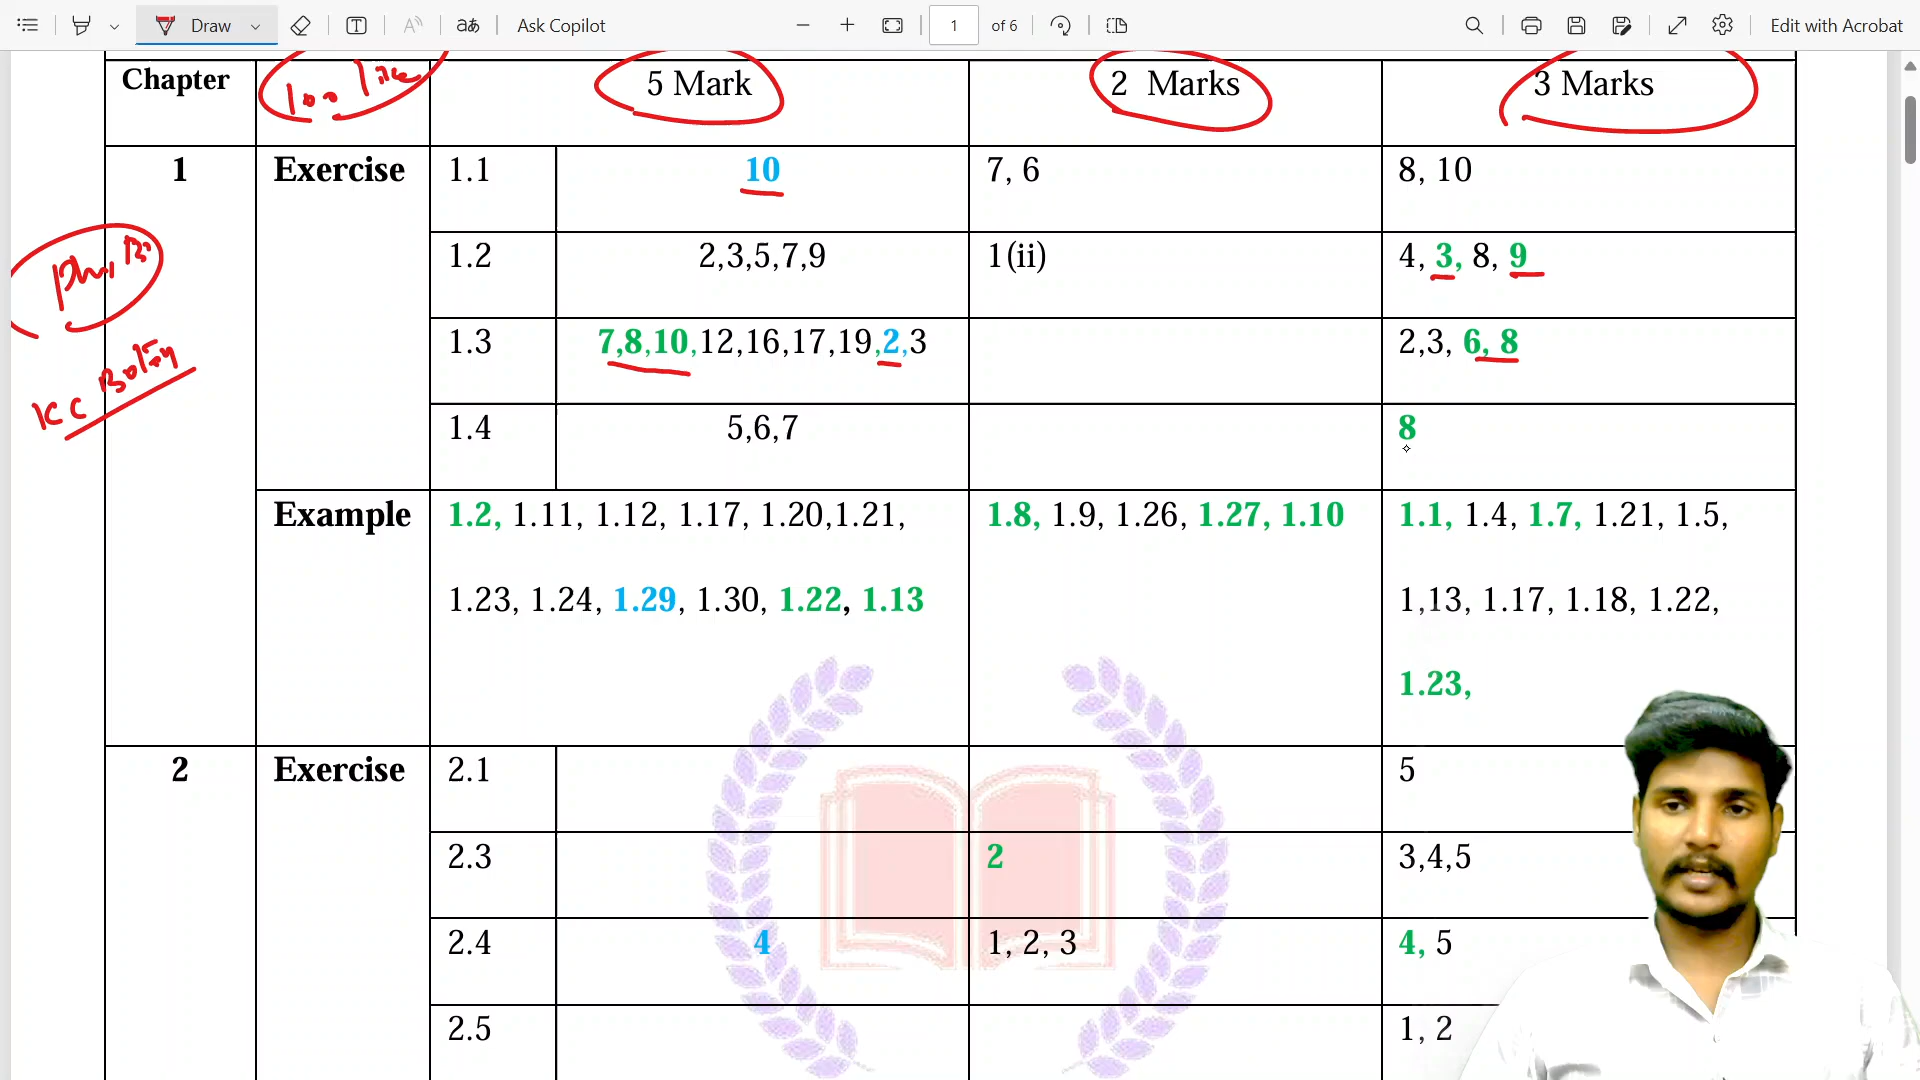 Draw
Ask Copilot
1 of 6
Edit with Acrobat
Chapter 100 like 5 Mark 2 Marks 3 Marks
1 Exercise 1.1 10 7, 6 8, 10
1.2 2,3,5,7,9 1(ii) 4, 3, 8, 9
1.3 7,8,10,12,16,17,19,2,3 2,3, 6, 8
1.4 5,6,7 8
KC
Example 1.2, 1.11, 1.12, 1.17, 1.20,1.21, 1.8, 1.9, 1.26, 1.27, 1.10 1.1, 1.4, 1.7, 1.21, 1.5,
1.23, 1.24, 1.29, 1.30, 1.22, 1.13 1,13, 1.17, 1.18, 1.22,
1.23,
2 Exercise 2.1 5
2.3 2 3,4,5
2.4 4 1, 2, 3 4, 5
2.5 1, 2